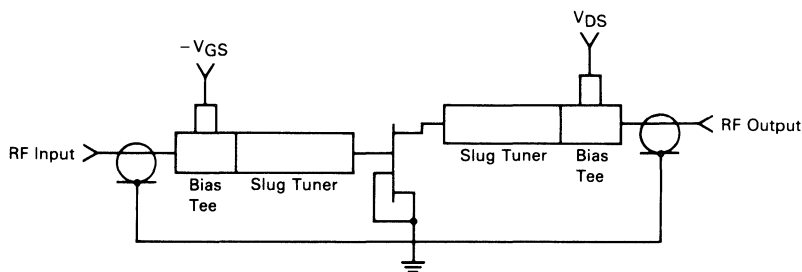 VDS
−VGS
RF Input
RF Output
Bias
Tee
Slug Tuner
Slug Tuner
Bias
Tee